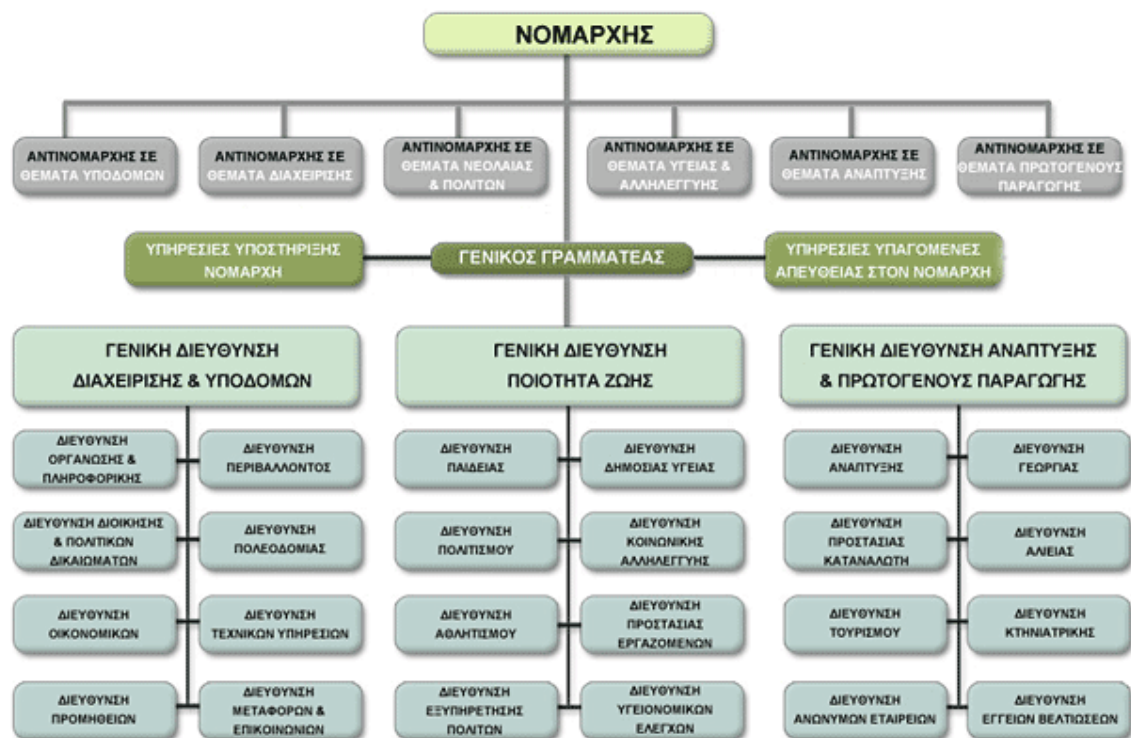 ΝΟΜΑΡΧΗΣ
ΑΝΤΙΝΟΜΑΡΧΗΣ ΣΕ
ΘΕΜΑΤΑ ΥΠΟΔΟΜΩΝ
ΑΝΤΙΝΟΜΑΡΧΗΣ ΣΕ
ΘΕΜΑΤΑ ΔΙΑΧΕΙΡΙΣΗΣ
ΑΝΤΙΝΟΜΑΡΧΗΣ ΣΕ
ΘΕΜΑΤΑ ΝΕΟΛΑΙΑΣ
& ΠΟΛΙΤΩΝ
ΑΝΤΙΝΟΜΑΡΧΗΣ ΣΕ
ΘΕΜΑΤΑ ΥΓΕΙΑΣ &
ΑΛΛΗΛΕΓΓΥΗΣ
ΑΝΤΙΝΟΜΑΡΧΗΣ ΣΕ
ΘΕΜΑΤΑ ΑΝΑΠΤΥΞΗΣ
ΑΝΤΙΝΟΜΑΡΧΗΣ ΣΕ
ΘΕΜΑΤΑ ΠΡΩΤΟΓΕΝΟΥΣ
ΠΑΡΑΓΩΓΗΣ
ΥΠΗΡΕΣΙΕΣ ΥΠΟΣΤΗΡΙΞΗΣ
ΝΟΜΑΡΧΗ
ΓΕΝΙΚΟΣ ΓΡΑΜΜΑΤΕΑΣ
ΥΠΗΡΕΣΙΕΣ ΥΠΑΓΟΜΕΝΕΣ
ΑΠΕΥΘΕΙΑΣ ΣΤΟΝ ΝΟΜΑΡΧΗ
ΓΕΝΙΚΗ ΔΙΕΥΘΥΝΣΗ
ΔΙΑΧΕΙΡΙΣΗΣ & ΥΠΟΔΟΜΩΝ
ΔΙΕΥΘΥΝΣΗ
ΟΡΓΑΝΩΣΗΣ &
ΠΛΗΡΟΦΟΡΙΚΗΣ
ΔΙΕΥΘΥΝΣΗ
ΠΕΡΙΒΑΛΛΟΝΤΟΣ
ΔΙΕΥΘΥΝΣΗ ΔΙΟΙΚΗΣΗΣ
& ΠΟΛΙΤΙΚΩΝ
ΔΙΚΑΙΩΜΑΤΩΝ
ΔΙΕΥΘΥΝΣΗ
ΠΟΛΕΟΔΟΜΙΑΣ
ΔΙΕΥΘΥΝΣΗ
ΟΙΚΟΝΟΜΙΚΩΝ
ΔΙΕΥΘΥΝΣΗ
ΤΕΧΝΙΚΩΝ ΥΠΗΡΕΣΙΩΝ
ΔΙΕΥΘΥΝΣΗ
ΠΡΟΜΗΘΕΙΩΝ
ΔΙΕΥΘΥΝΣΗ
ΜΕΤΑΦΟΡΩΝ &
ΕΠΙΚΟΙΝΩΝΙΩΝ
ΓΕΝΙΚΗ ΔΙΕΥΘΥΝΣΗ
ΠΟΙΟΤΗΤΑ ΖΩΗΣ
ΔΙΕΥΘΥΝΣΗ
ΠΑΙΔΕΙΑΣ
ΔΙΕΥΘΥΝΣΗ
ΔΗΜΟΣΙΑΣ ΥΓΕΙΑΣ
ΔΙΕΥΘΥΝΣΗ
ΠΟΛΙΤΙΣΜΟΥ
ΔΙΕΥΘΥΝΣΗ
ΚΟΙΝΩΝΙΚΗΣ
ΑΛΛΗΛΕΓΓΥΗΣ
ΔΙΕΥΘΥΝΣΗ
ΑΘΛΗΤΙΣΜΟΥ
ΔΙΕΥΘΥΝΣΗ
ΠΡΟΣΤΑΣΙΑΣ
ΕΡΓΑΖΟΜΕΝΩΝ
ΔΙΕΥΘΥΝΣΗ
ΕΞΥΠΗΡΕΤΗΣΗΣ
ΠΟΛΙΤΩΝ
ΔΙΕΥΘΥΝΣΗ
ΥΓΕΙΟΝΟΜΙΚΩΝ
ΕΛΕΓΧΩΝ
ΓΕΝΙΚΗ ΔΙΕΥΘΥΝΣΗ ΑΝΑΠΤΥΞΗΣ
& ΠΡΩΤΟΓΕΝΟΥΣ ΠΑΡΑΓΩΓΗΣ
ΔΙΕΥΘΥΝΣΗ
ΑΝΑΠΤΥΞΗΣ
ΔΙΕΥΘΥΝΣΗ
ΓΕΩΡΓΙΑΣ
ΔΙΕΥΘΥΝΣΗ
ΠΡΟΣΤΑΣΙΑΣ
ΚΑΤΑΝΑΛΩΤΗ
ΔΙΕΥΘΥΝΣΗ
ΑΛΙΕΙΑΣ
ΔΙΕΥΘΥΝΣΗ
ΤΟΥΡΙΣΜΟΥ
ΔΙΕΥΘΥΝΣΗ
ΚΤΗΝΙΑΤΡΙΚΗΣ
ΔΙΕΥΘΥΝΣΗ
ΑΝΩΝΥΜΩΝ ΕΤΑΙΡΕΙΩΝ
ΔΙΕΥΘΥΝΣΗ
ΕΓΓΕΙΩΝ ΒΕΛΤΙΩΣΕΩΝ